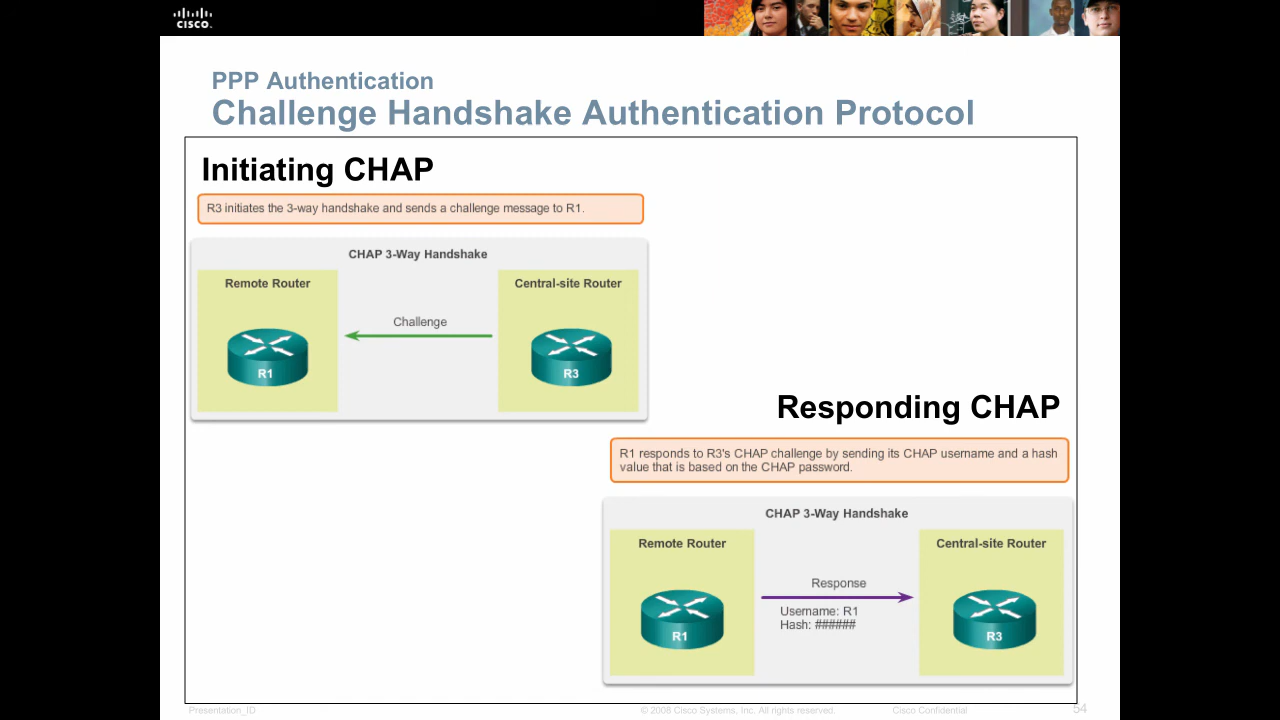 CISCO.
PPP Authentication
Challenge Handshake Authentication Protocol
Initiating CHAP
R3 initiates the 3-way handshake and sends a challenge message to R1.
CHAP 3-Way Handshake
Remote Router
Central-site Router
Challenge
R1
R3
Responding CHAP
R1 responds to R3's CHAP challenge by sending its CHAP username and a hash
value that is based on the CHAP password.
CHAP 3-Way Handshake
Remote Router
Central-site Router
Response
Username: R1
Hash: ######
R1
R3
Presentation_ID
© 2008 Cisco Systems, Inc. All rights reserved.
Cisco Confidential
54